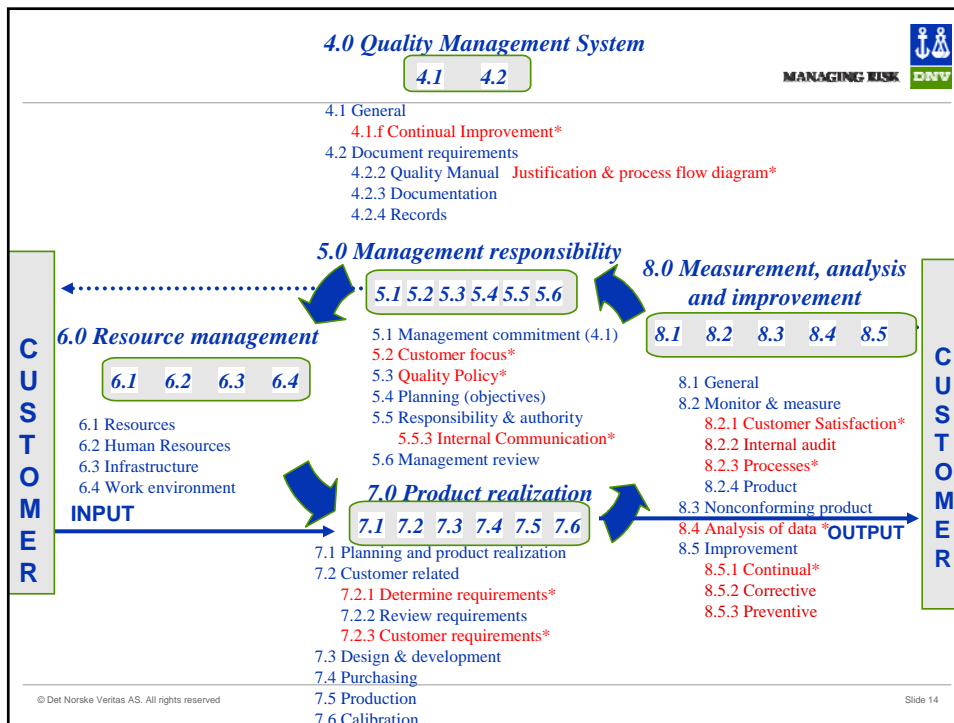 4.0 Quality Management System
4.1 4.2
MANAGING RISK DNV
4.1 General
4.1.f Continual Improvement*
4.2 Document requirements
4.2.2 Quality Manual Justification & process flow diagram*
4.2.3 Documentation
4.2.4 Records
5.0 Management responsibility
5.1 5.2 5.3 5.4 5.5 5.6
5.1 Management commitment (4.1)
5.2 Customer focus*
5.3 Quality Policy*
5.4 Planning (objectives)
5.5 Responsibility & authority
5.5.3 Internal Communication*
5.6 Management review
8.0 Measurement, analysis
and improvement
8.1 8.2 8.3 8.4 8.5
8.1 General
8.2 Monitor & measure
8.2.1 Customer Satisfaction*
8.2.2 Internal audit
8.2.3 Processes*
8.2.4 Product
8.3 Nonconforming product
8.4 Analysis of data *
8.5 Improvement
8.5.1 Continual*
8.5.2 Corrective
8.5.3 Preventive
6.0 Resource management
6.1 6.2 6.3 6.4
6.1 Resources
6.2 Human Resources
6.3 Infrastructure
6.4 Work environment
CUSTOMER
INPUT
7.0 Product realization
7.1 7.2 7.3 7.4 7.5 7.6
7.1 Planning and product realization
7.2 Customer related
7.2.1 Determine requirements*
7.2.2 Review requirements
7.2.3 Customer requirements*
7.3 Design & development
7.4 Purchasing
7.5 Production
7.6 Calibration
OUTPUT
CUSTOMER
© Det Norske Veritas AS. All rights reserved
Slide 14